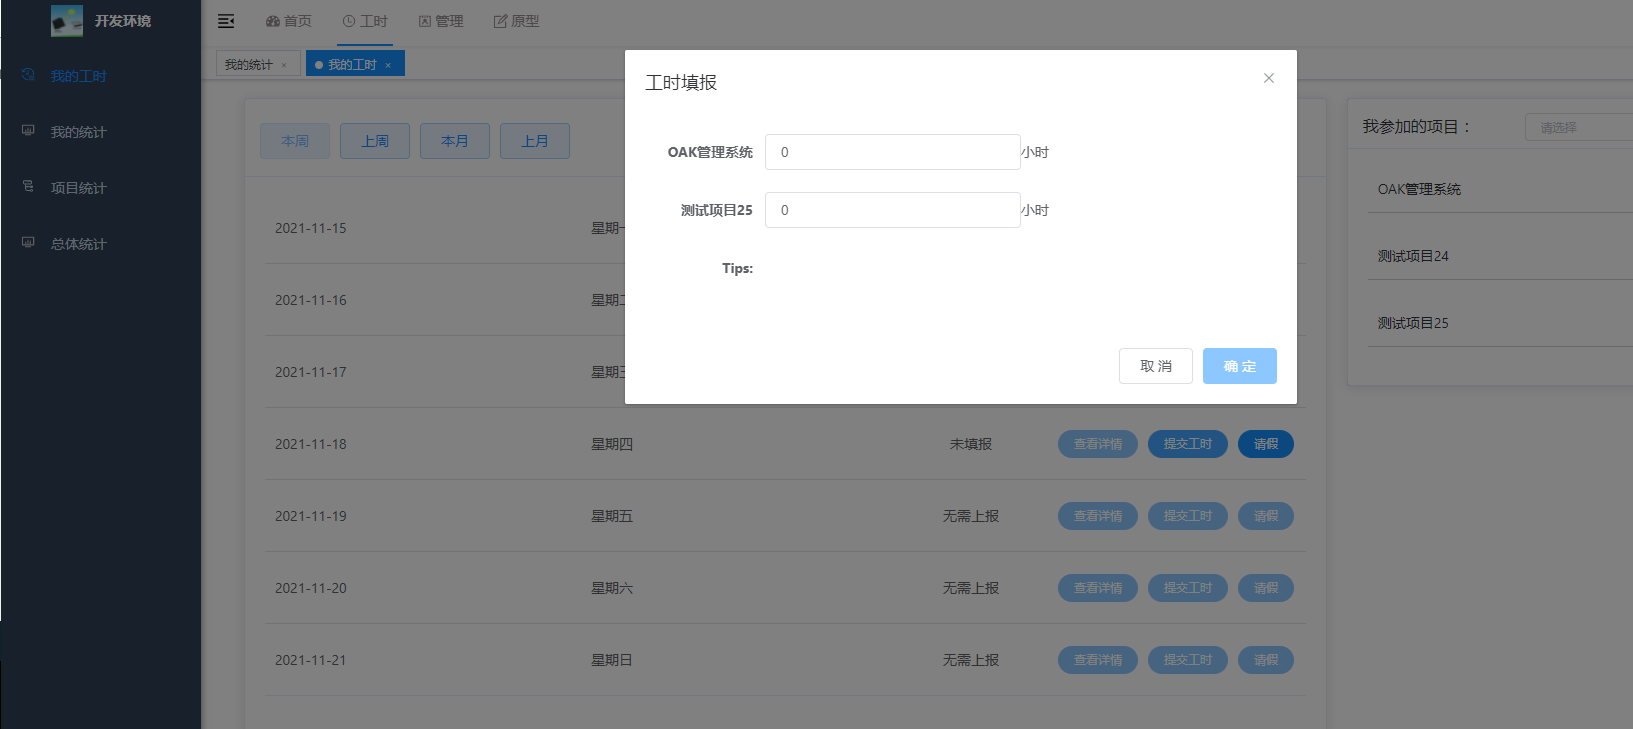 开发环境
首页
工时
管理
原型
我的统计 ×
我的工时 ×
我的工时
我的统计
项目统计
总体统计
本周
上周
本月
上月
工时填报
OAK管理系统
0
小时
测试项目25
0
小时
Tips:
取 消
确 定
2021-11-15
星期
2021-11-16
星期
2021-11-17
星期
2021-11-18
星期四
未填报
查看详情
提交工时
请假
2021-11-19
星期五
无需上报
查看详情
提交工时
请假
2021-11-20
星期六
无需上报
查看详情
提交工时
请假
2021-11-21
星期日
无需上报
查看详情
提交工时
请假
我参加的项目：
请选择
OAK管理系统
测试项目24
测试项目25